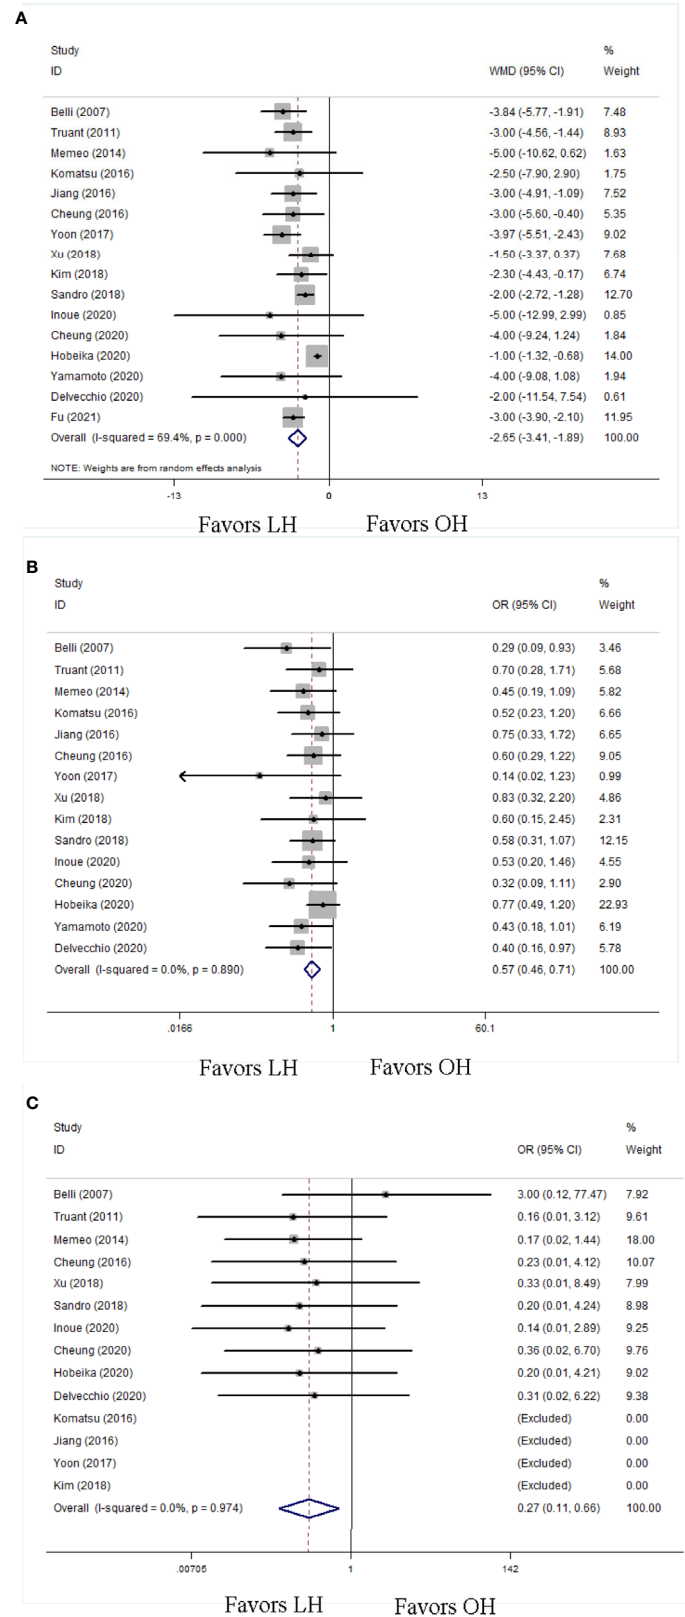 A
Study %
ID WMD (95% CI) Weight
Belli (2007) -3.84 (-5.77, -1.91) 7.48
Truant (2011) -3.00 (-4.56, -1.44) 8.93
Memeo (2014) -5.00 (-10.62, 0.62) 1.63
Komatsu (2016) -2.50 (-7.90, 2.90) 1.75
Jiang (2016) -3.00 (-4.91, -1.09) 7.52
Cheung (2016) -3.00 (-5.60, -0.40) 5.35
Yoon (2017) -3.97 (-5.51, -2.43) 9.02
Xu (2018) -1.50 (-3.37, 0.37) 7.68
Kim (2018) -2.30 (-4.43, -0.17) 6.74
Sandro (2018) -2.00 (-2.72, -1.28) 12.70
Inoue (2020) -5.00 (-12.99, 2.99) 0.85
Cheung (2020) -4.00 (-9.24, 1.24) 1.84
Hobeika (2020) -1.00 (-1.32, -0.68) 14.00
Yamamoto (2020) -4.00 (-9.08, 1.08) 1.94
Delvecchio (2020) -2.00 (-11.54, 7.54) 0.61
Fu (2021) -3.00 (-3.90, -2.10) 11.95
Overall (I-squared = 69.4%, p = 0.000) -2.65 (-3.41, -1.89) 100.00
NOTE: Weights are from random effects analysis
-13 0 13
Favors LH Favors OH
B
Study %
ID OR (95% CI) Weight
Belli (2007) 0.29 (0.09, 0.93) 3.46
Truant (2011) 0.70 (0.28, 1.71) 5.68
Memeo (2014) 0.45 (0.19, 1.09) 5.82
Komatsu (2016) 0.52 (0.23, 1.20) 6.66
Jiang (2016) 0.75 (0.33, 1.72) 6.65
Cheung (2016) 0.60 (0.29, 1.22) 9.05
Yoon (2017) 0.14 (0.02, 1.23) 0.99
Xu (2018) 0.83 (0.32, 2.20) 4.86
Kim (2018) 0.60 (0.15, 2.45) 2.31
Sandro (2018) 0.58 (0.31, 1.07) 12.15
Inoue (2020) 0.53 (0.20, 1.46) 4.55
Cheung (2020) 0.32 (0.09, 1.11) 2.90
Hobeika (2020) 0.77 (0.49, 1.20) 22.93
Yamamoto (2020) 0.43 (0.18, 1.01) 6.19
Delvecchio (2020) 0.40 (0.16, 0.97) 5.78
Overall (I-squared = 0.0%, p = 0.890) 0.57 (0.46, 0.71) 100.00
.0166 1 60.1
Favors LH Favors OH
C
Study %
ID OR (95% CI) Weight
Belli (2007) 3.00 (0.12, 77.47) 7.92
Truant (2011) 0.16 (0.01, 3.12) 9.61
Memeo (2014) 0.17 (0.02, 1.44) 18.00
Cheung (2016) 0.23 (0.01, 4.12) 10.07
Xu (2018) 0.33 (0.01, 8.49) 7.99
Sandro (2018) 0.20 (0.01, 4.24) 8.98
Inoue (2020) 0.14 (0.01, 2.89) 9.25
Cheung (2020) 0.36 (0.02, 6.70) 9.76
Hobeika (2020) 0.20 (0.01, 4.21) 9.02
Delvecchio (2020) 0.31 (0.02, 6.22) 9.38
Komatsu (2016) (Excluded) 0.00
Jiang (2016) (Excluded) 0.00
Yoon (2017) (Excluded) 0.00
Kim (2018) (Excluded) 0.00
Overall (I-squared = 0.0%, p = 0.974) 0.27 (0.11, 0.66) 100.00
.00705 1 142
Favors LH Favors OH